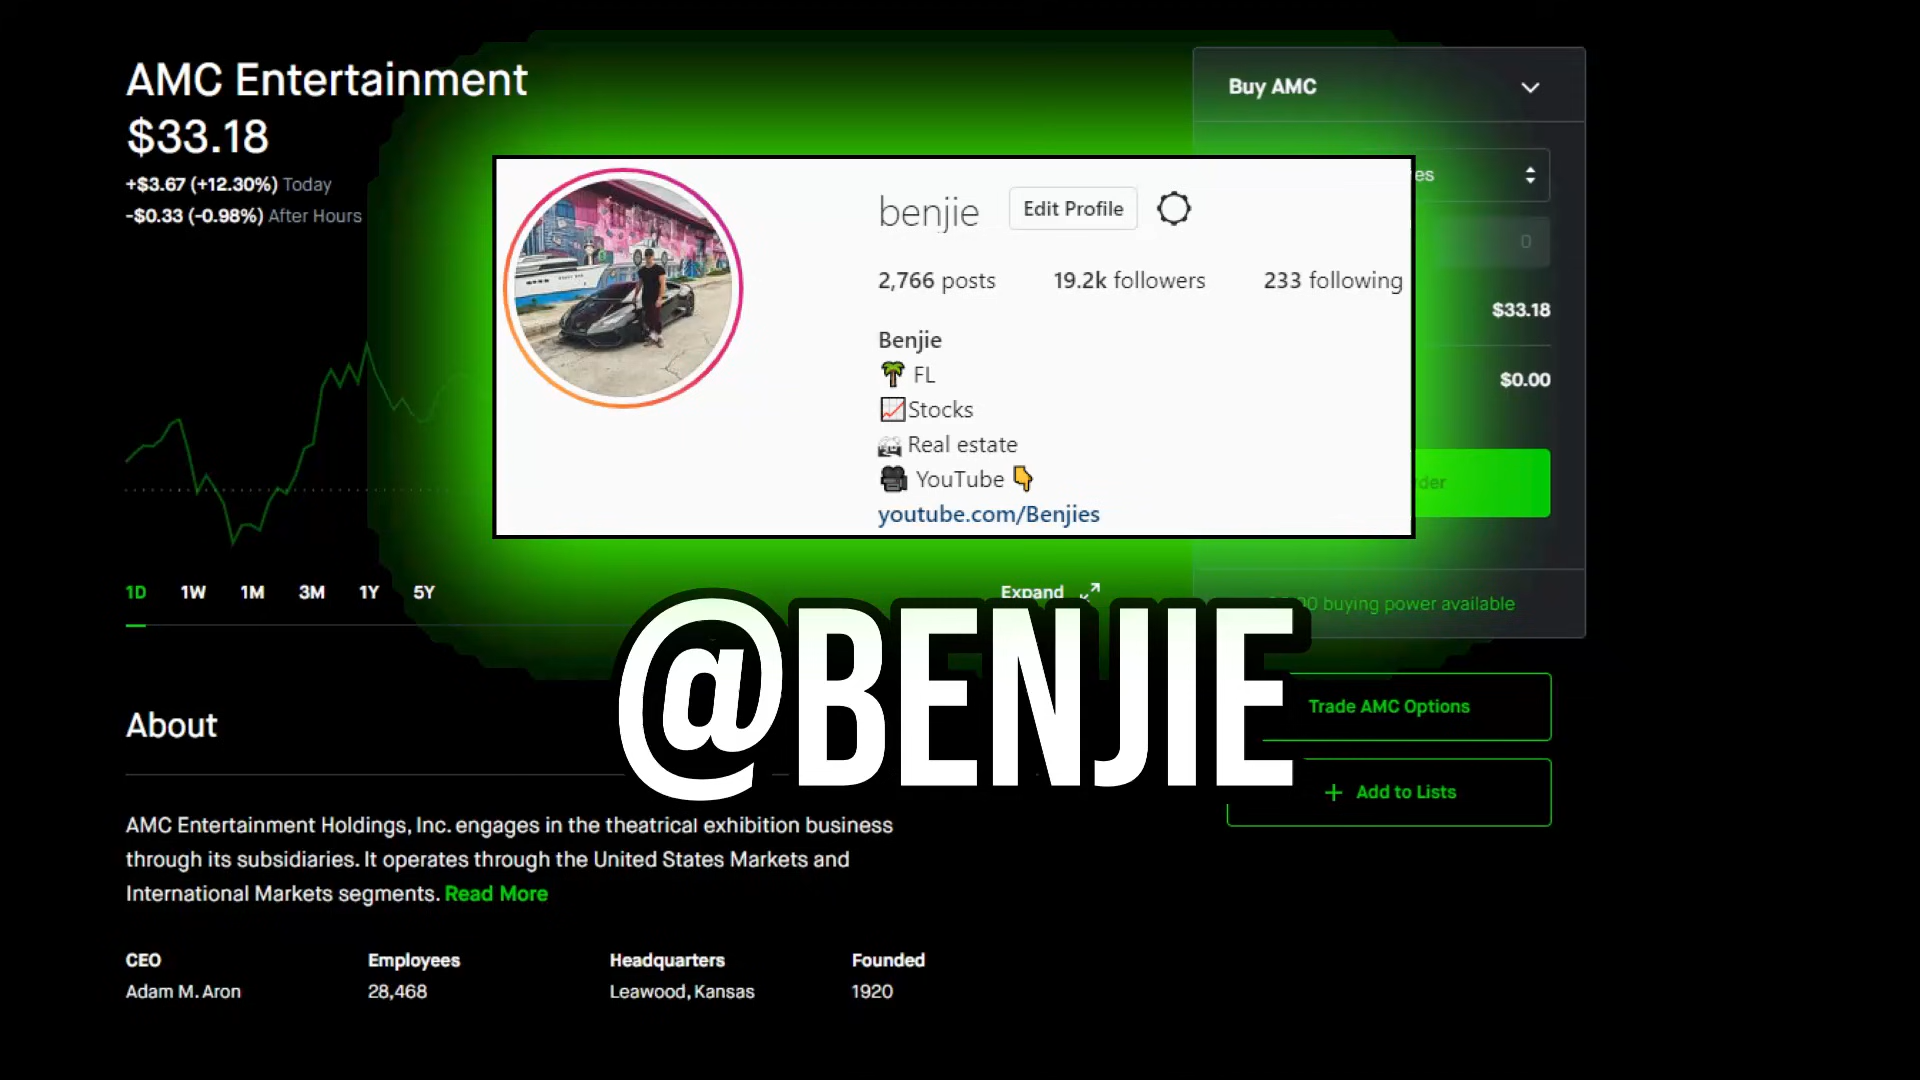 AMC Entertainment
$33.18
+$3.67 (+12.30%) Today
-$0.33 (-0.98%) After Hours
Buy AMC
0
$33.18
$0.00
benjie Edit Profile
2,766 posts 19.2k followers 233 following
Benjie
FL
Stocks
Real estate
YouTube
youtube.com/Benjies
1D 1W 1M 3M 1Y 5Y
Expand
buying power available
@BENJIE
Trade AMC Options
+ Add to Lists
About
AMC Entertainment Holdings, Inc. engages in the theatrical exhibition business
through its subsidiaries. It operates through the United States Markets and
International Markets segments. Read More
CEO Employees Headquarters Founded
Adam M. Aron 28,468 Leawood, Kansas 1920